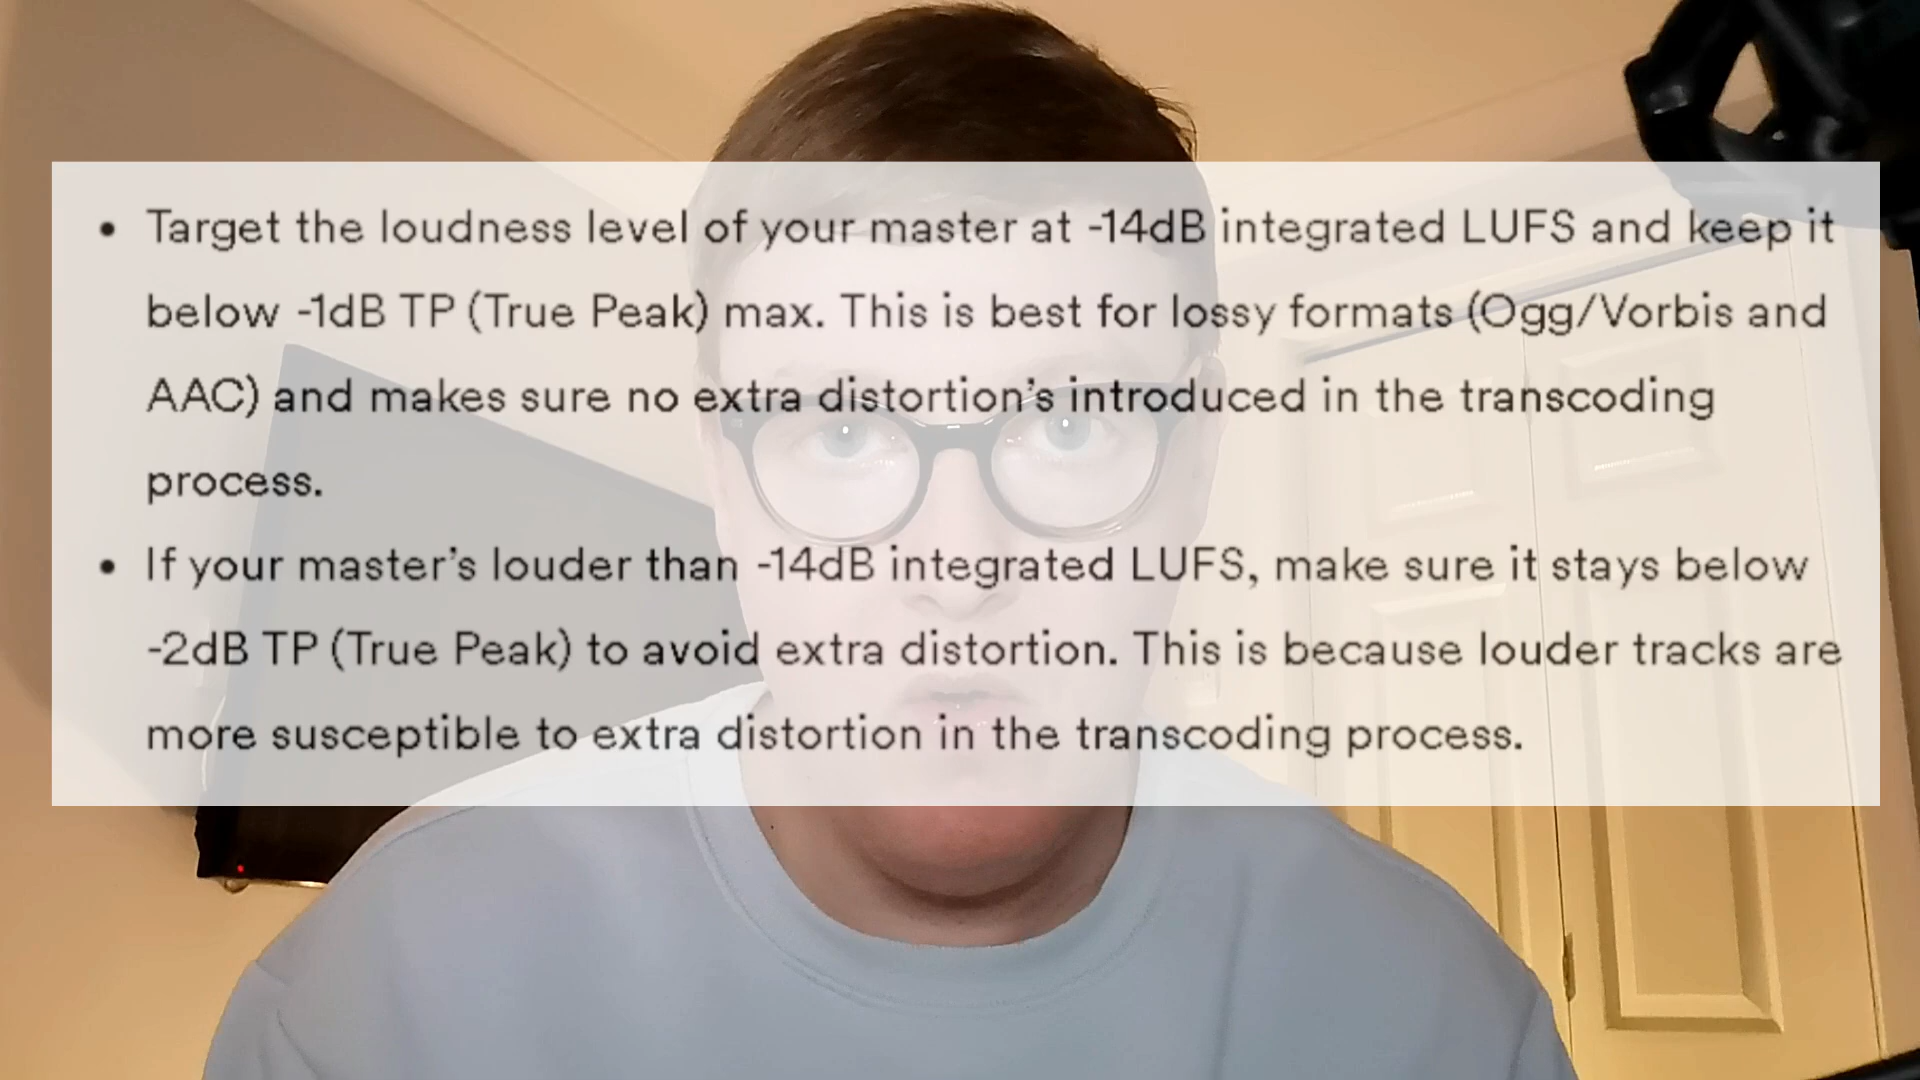 • Target the loudness level of your master at -14dB integrated LUFS and keep it
below -1dB TP (True Peak) max. This is best for lossy formats (Ogg/Vorbis and
AAC) and makes sure no extra distortion’s introduced in the transcoding
process.
• If your master’s louder than -14dB integrated LUFS, make sure it stays below
-2dB TP (True Peak) to avoid extra distortion. This is because louder tracks are
more susceptible to extra distortion in the transcoding process.